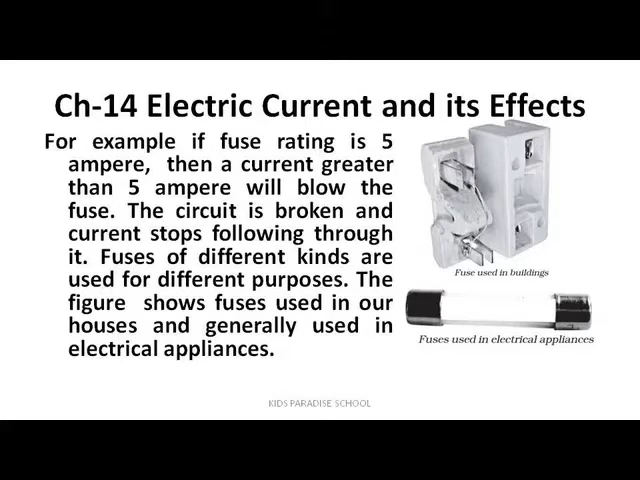 Ch-14 Electric Current and its Effects
For example if fuse rating is 5
ampere, then a current greater
than 5 ampere will blow the
fuse. The circuit is broken and
current stops following through
it. Fuses of different kinds are
used for different purposes. The
figure shows fuses used in our
houses and generally used in
electrical appliances.
Fuse used in buildings
Fuses used in electrical appliances
KIDS PARADISE SCHOOL